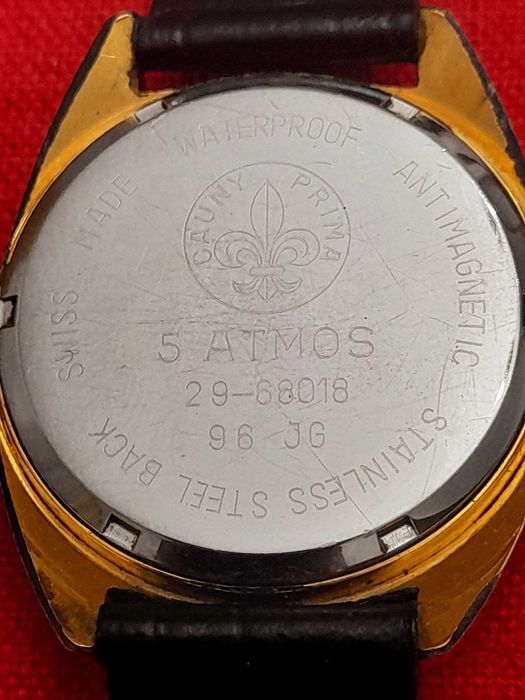 SWISS MADE WATERPROOF ANTIMAGNETIC
STAINLESS STEEL BACK
CAUNY PRIMA
5 ATMOS
29-68018
96 JG